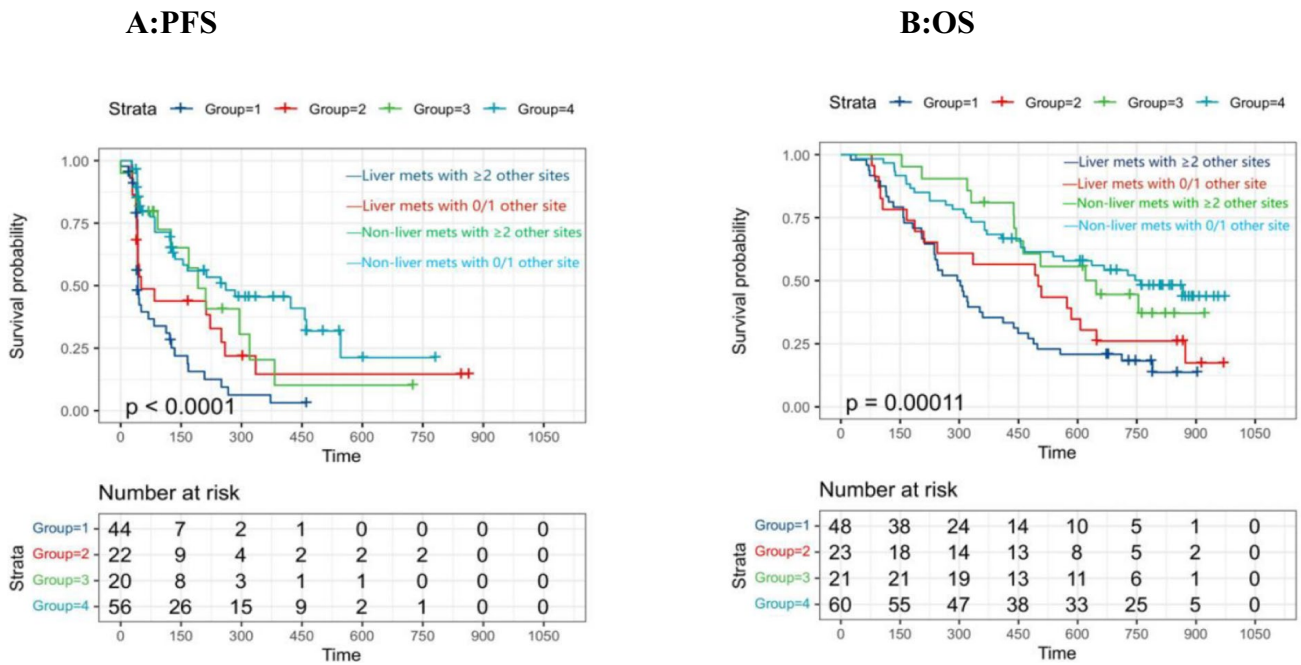 A:PFS
Strata Group=1 Group=2 Group=3 Group=4
1.00
0.75
0.50
0.25
0.00
Survival probability
Liver mets with ≥2 other sites
Liver mets with 0/1 other site
Non-liver mets with ≥2 other sites
Non-liver mets with 0/1 other site
p < 0.0001
0 150 300 450 600 750 900 1050
Time
Number at risk
Strata
Group=1 44 7 2 1 0 0 0 0
Group=2 22 9 4 2 2 2 0 0
Group=3 20 8 3 1 1 0 0 0
Group=4 56 26 15 9 2 1 0 0
0 150 300 450 600 750 900 1050
Time
B:OS
Strata Group=1 Group=2 Group=3 Group=4
1.00
0.75
0.50
0.25
0.00
Survival probability
Liver mets with ≥2 other sites
Liver mets with 0/1 other site
Non-liver mets with ≥2 other sites
Non-liver mets with 0/1 other site
p = 0.00011
0 150 300 450 600 750 900 1050
Time
Number at risk
Strata
Group=1 48 38 24 14 10 5 1 0
Group=2 23 18 14 13 8 5 2 0
Group=3 21 21 19 13 11 6 1 0
Group=4 60 55 47 38 33 25 5 0
0 150 300 450 600 750 900 1050
Time